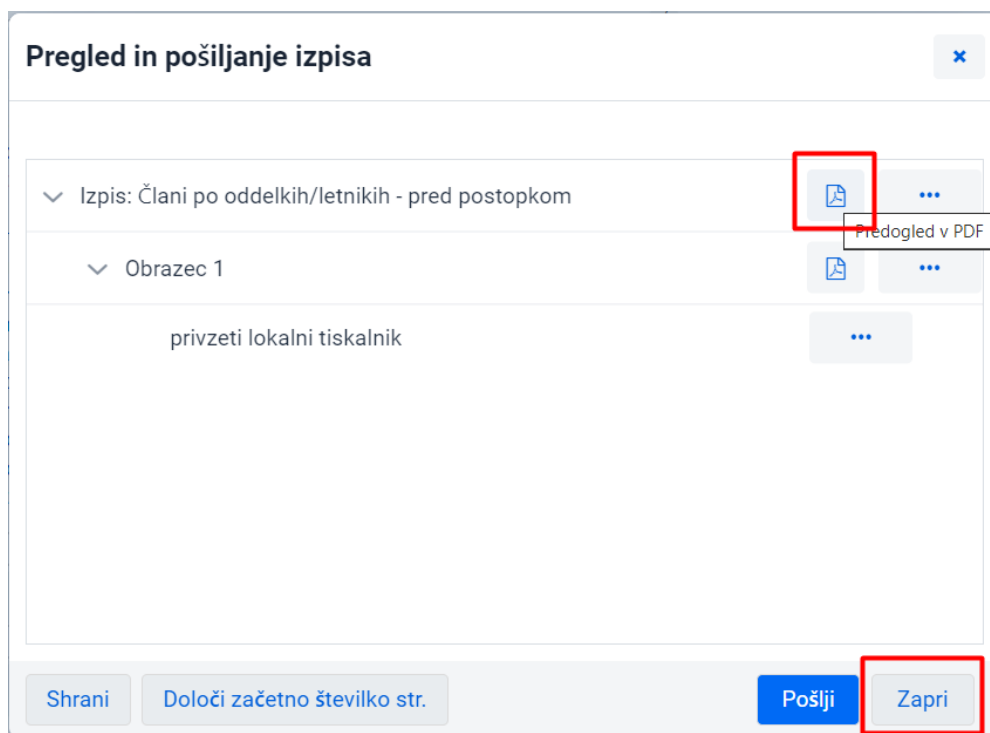 Pregled in pošiljanje izpisa
Izpis: Člani po oddelkih/letnikih - pred postopkom
Predogled v PDF
Obrazec 1
privzeti lokalni tiskalnik
Shrani
Določi začetno številko str.
Pošlji
Zapri